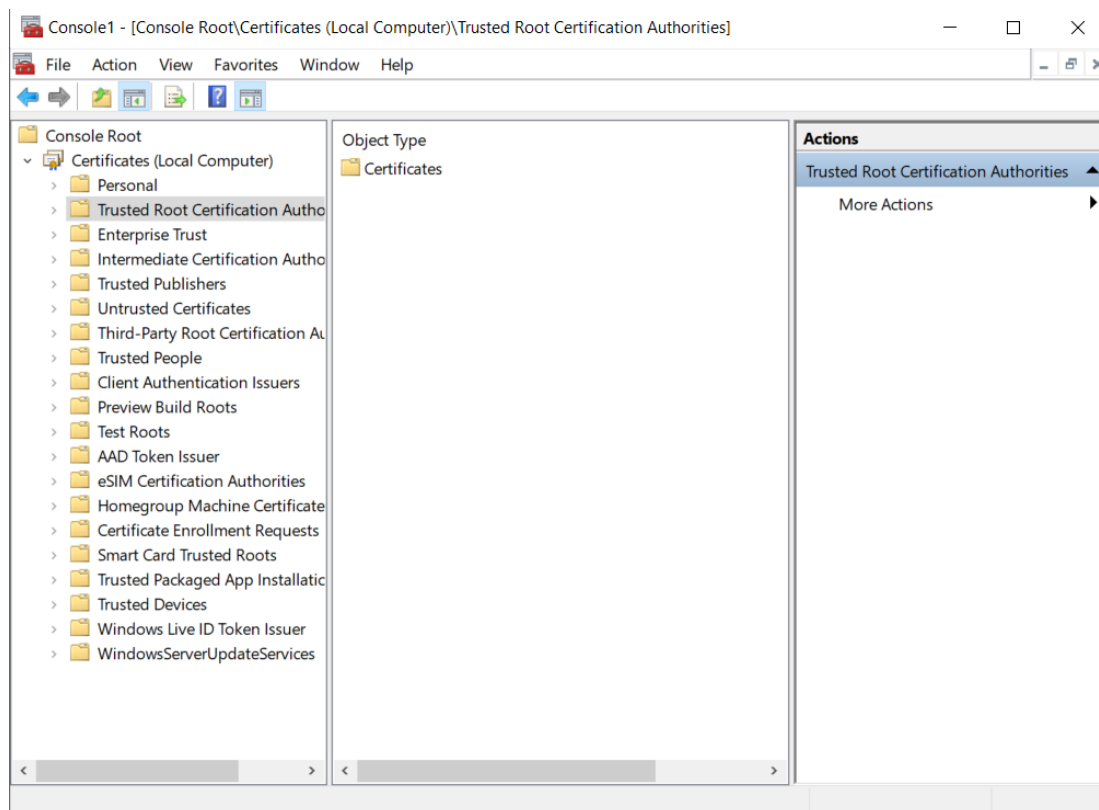 Console1 - [Console Root\Certificates (Local Computer)\Trusted Root Certification Authorities]
File Action View Favorites Window Help
Console Root
Certificates (Local Computer)
Personal
Trusted Root Certification Autho
Enterprise Trust
Intermediate Certification Autho
Trusted Publishers
Untrusted Certificates
Third-Party Root Certification Au
Trusted People
Client Authentication Issuers
Preview Build Roots
Test Roots
AAD Token Issuer
eSIM Certification Authorities
Homegroup Machine Certificate
Certificate Enrollment Requests
Smart Card Trusted Roots
Trusted Packaged App Installatio
Trusted Devices
Windows Live ID Token Issuer
WindowsServerUpdateServices
Object Type
Certificates
Actions
Trusted Root Certification Authorities
More Actions